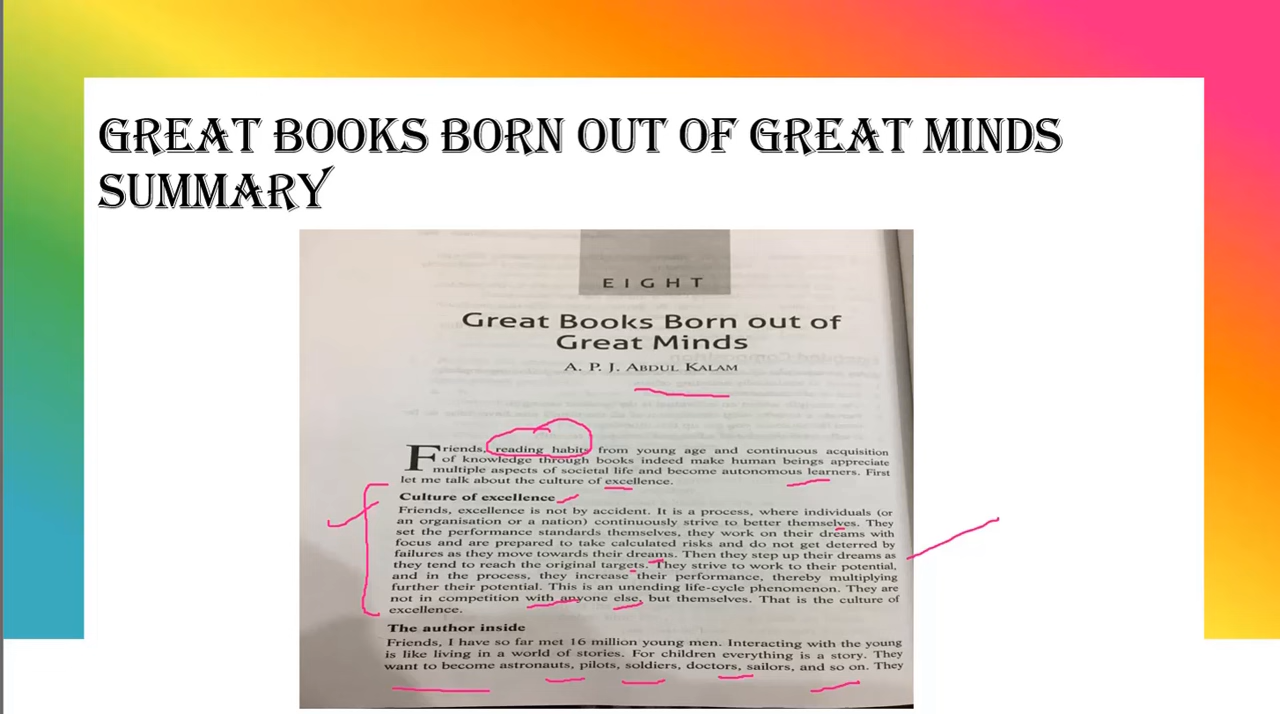 GREAT BOOKS BORN OUT OF GREAT MINDS
SUMMARY
EIGHT
Great Books Born out of
Great Minds
A. P. J. ABDUL KALAM
Friends, reading habits from young age and continuous acquisition
of knowledge through books indeed make human beings appreciate
multiple aspects of societal life and become autonomous learners. First
let me talk about the culture of excellence.
Culture of excellence
Friends, excellence is not by accident. It is a process, where individuals (or
an organisation or a nation) continuously strive to better themselves. They
set the performance standards themselves, they work on their dreams with
focus and are prepared to take calculated risks and do not get deterred by
failures as they move towards their dreams. Then they step up their dreams as
they tend to reach the original targets. They strive to work to their potential,
and in the process, they increase their performance, thereby multiplying
further their potential. This is an unending life-cycle phenomenon. They are
not in competition with anyone else, but themselves. That is the culture of
excellence.
The author inside
Friends, I have so far met 16 million young men. Interacting with the young
is like living in a world of stories. For children everything is a story. They
want to become astronauts, pilots, soldiers, doctors, sailors, and so on. They